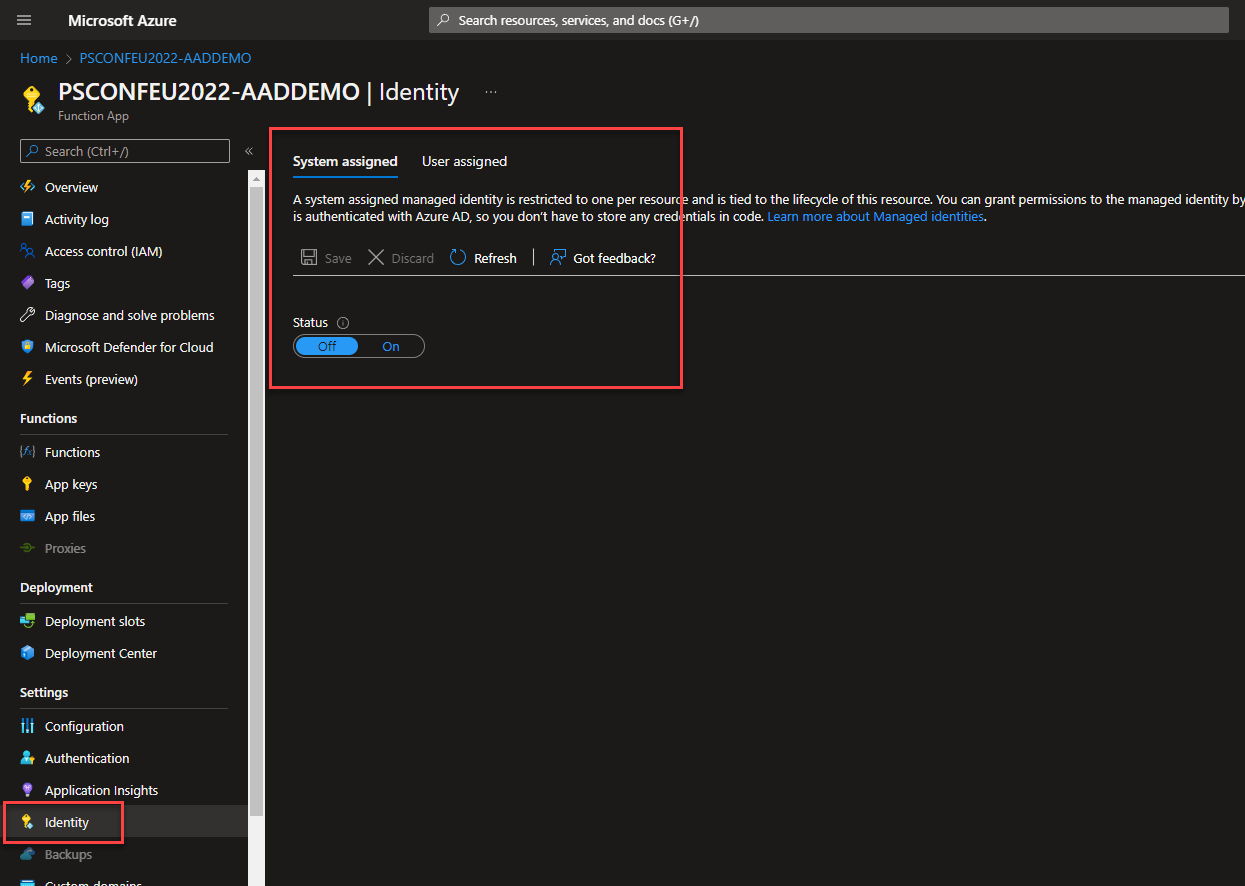 Microsoft Azure
Search resources, services, and docs (G+/)
Home > PSCONFEU2022-AADDEMO
PSCONFEU2022-AADDEMO | Identity ...
Function App
Search (Ctrl+/)
«
Overview
Activity log
Access control (IAM)
Tags
Diagnose and solve problems
Microsoft Defender for Cloud
Events (preview)
Functions
Functions
App keys
App files
Proxies
Deployment
Deployment slots
Deployment Center
Settings
Configuration
Authentication
Application Insights
Identity
Backups
Custom domains
System assigned User assigned
A system assigned managed identity is restricted to one per resource and is tied to the lifecycle of this resource. You can grant permissions to the managed identity by
is authenticated with Azure AD, so you don't have to store any credentials in code. Learn more about Managed identities.
Save Discard Refresh | Got feedback?
Status
Off On